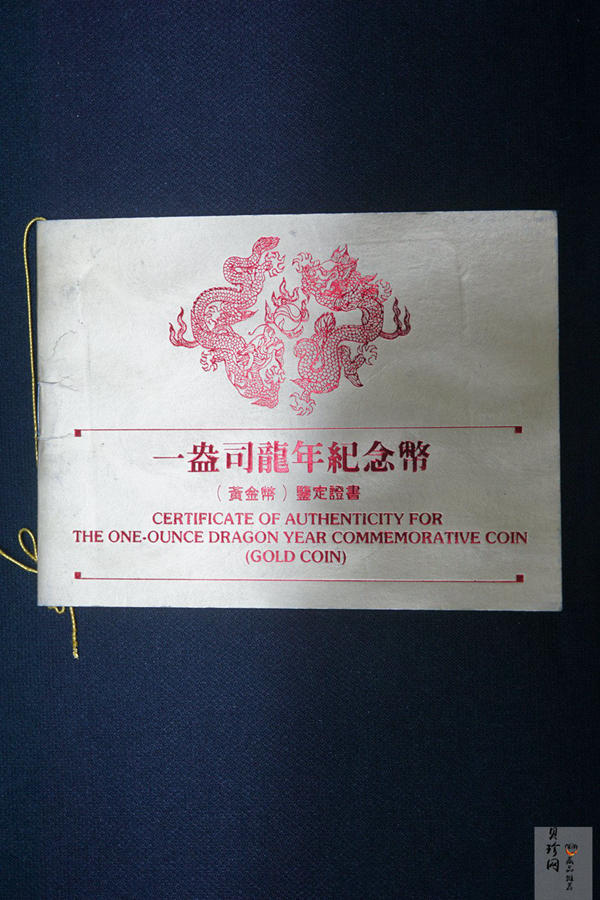 一盎司龍年紀念幣
（黃金幣）鑒定證書
CERTIFICATE OF AUTHENTICITY FOR
THE ONE-OUNCE DRAGON YEAR COMMEMORATIVE COIN
(GOLD COIN)
贝珍网